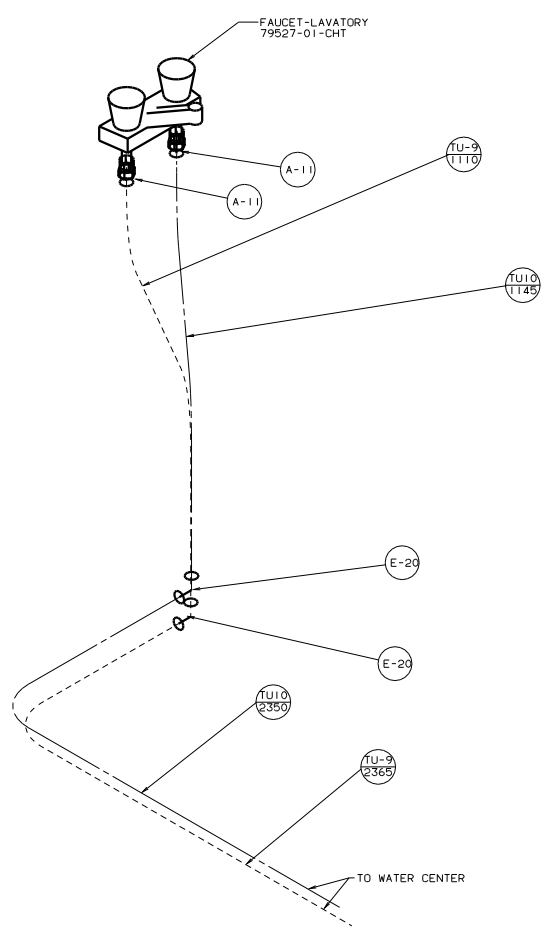 FAUCET-LAVATORY
79527-01-CHT
TU-9
1110
A-11
A-11
TU10
1145
E-20
E-20
TU10
2350
TU-9
2365
TO WATER CENTER